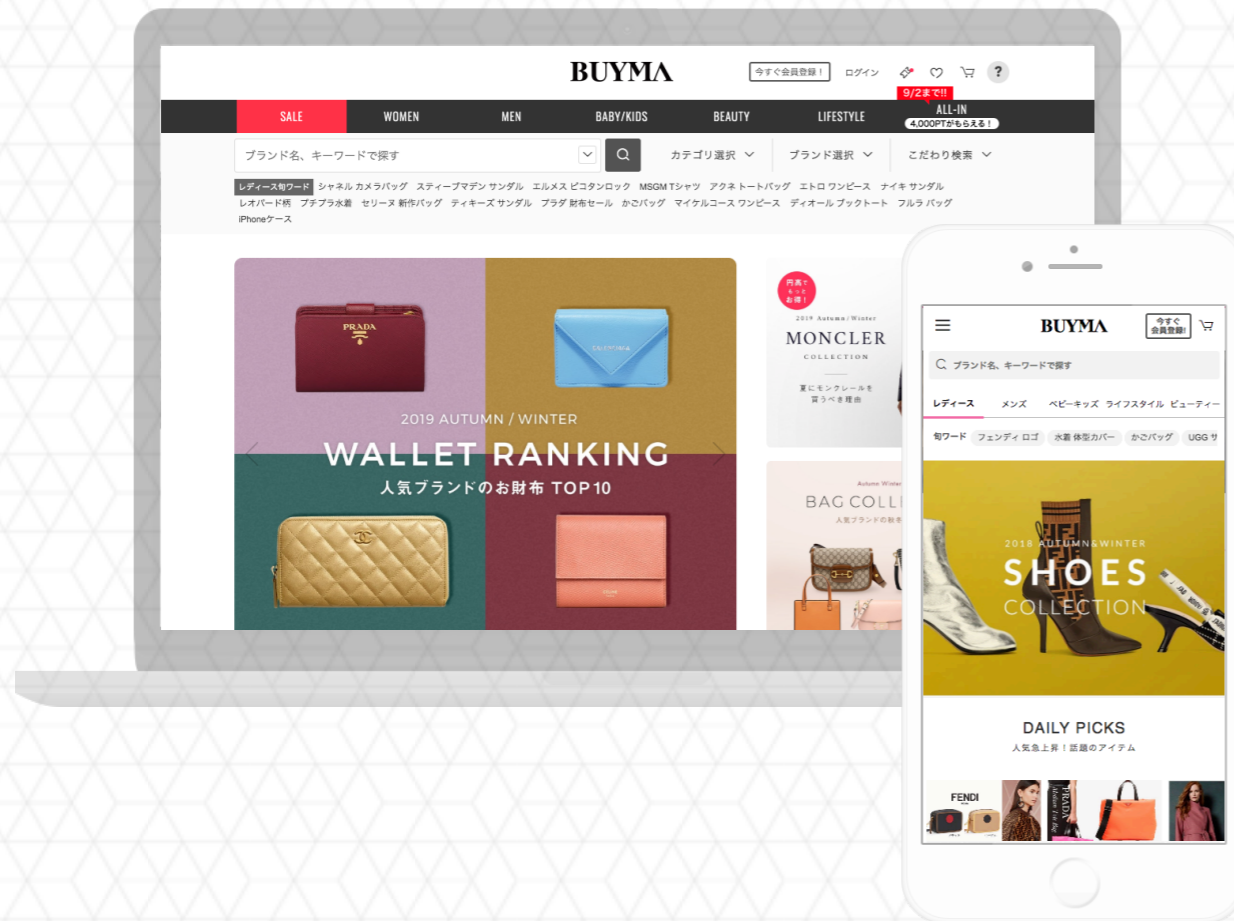 BUYMA
今すぐ会員登録！ ログイン ?
9/2まで!!
SALE WOMEN MEN BABY/KIDS BEAUTY LIFESTYLE ALL-IN
4,000PTがもらえる！
ブランド名、キーワードで探す カテゴリ選択 ブランド選択 こだわり検索
レディース旬ワード シャネル カメラバッグ スティーブマデン サンダル エルメス ピコタンロック MSGM Tシャツ アクネ トートバッグ エトロ ワンピース ナイキ サンダル
レオパード柄 プチプラ水着 セリーヌ 新作バッグ ティキーズ サンダル プラダ 財布セール かごバッグ マイケルコース ワンピース ディオール ブックトート フルラ バッグ
iPhoneケース
PRADA
BALENCIAGA
2019 AUTUMN / WINTER
WALLET RANKING
人気ブランドのお財布 TOP10
円高で
もっと
お得！
2019 Autumn/Winter
MONCLER
COLLECTION
夏にモンクレールを
買うべき理由
Autumn Winter
BAG COLL
人気ブランドの秋冬
BUYMA
今すぐ
会員登録!
ブランド名、キーワードで探す
レディース メンズ ベビーキッズ ライフスタイル ビューティー
旬ワード フェンディ ロゴ 水着 体型カバー かごバッグ UGG サ
2018 AUTUMN&WINTER
SHOES
COLLECTION
DAILY PICKS
人気急上昇！話題のアイテム
FENDI
PRADA